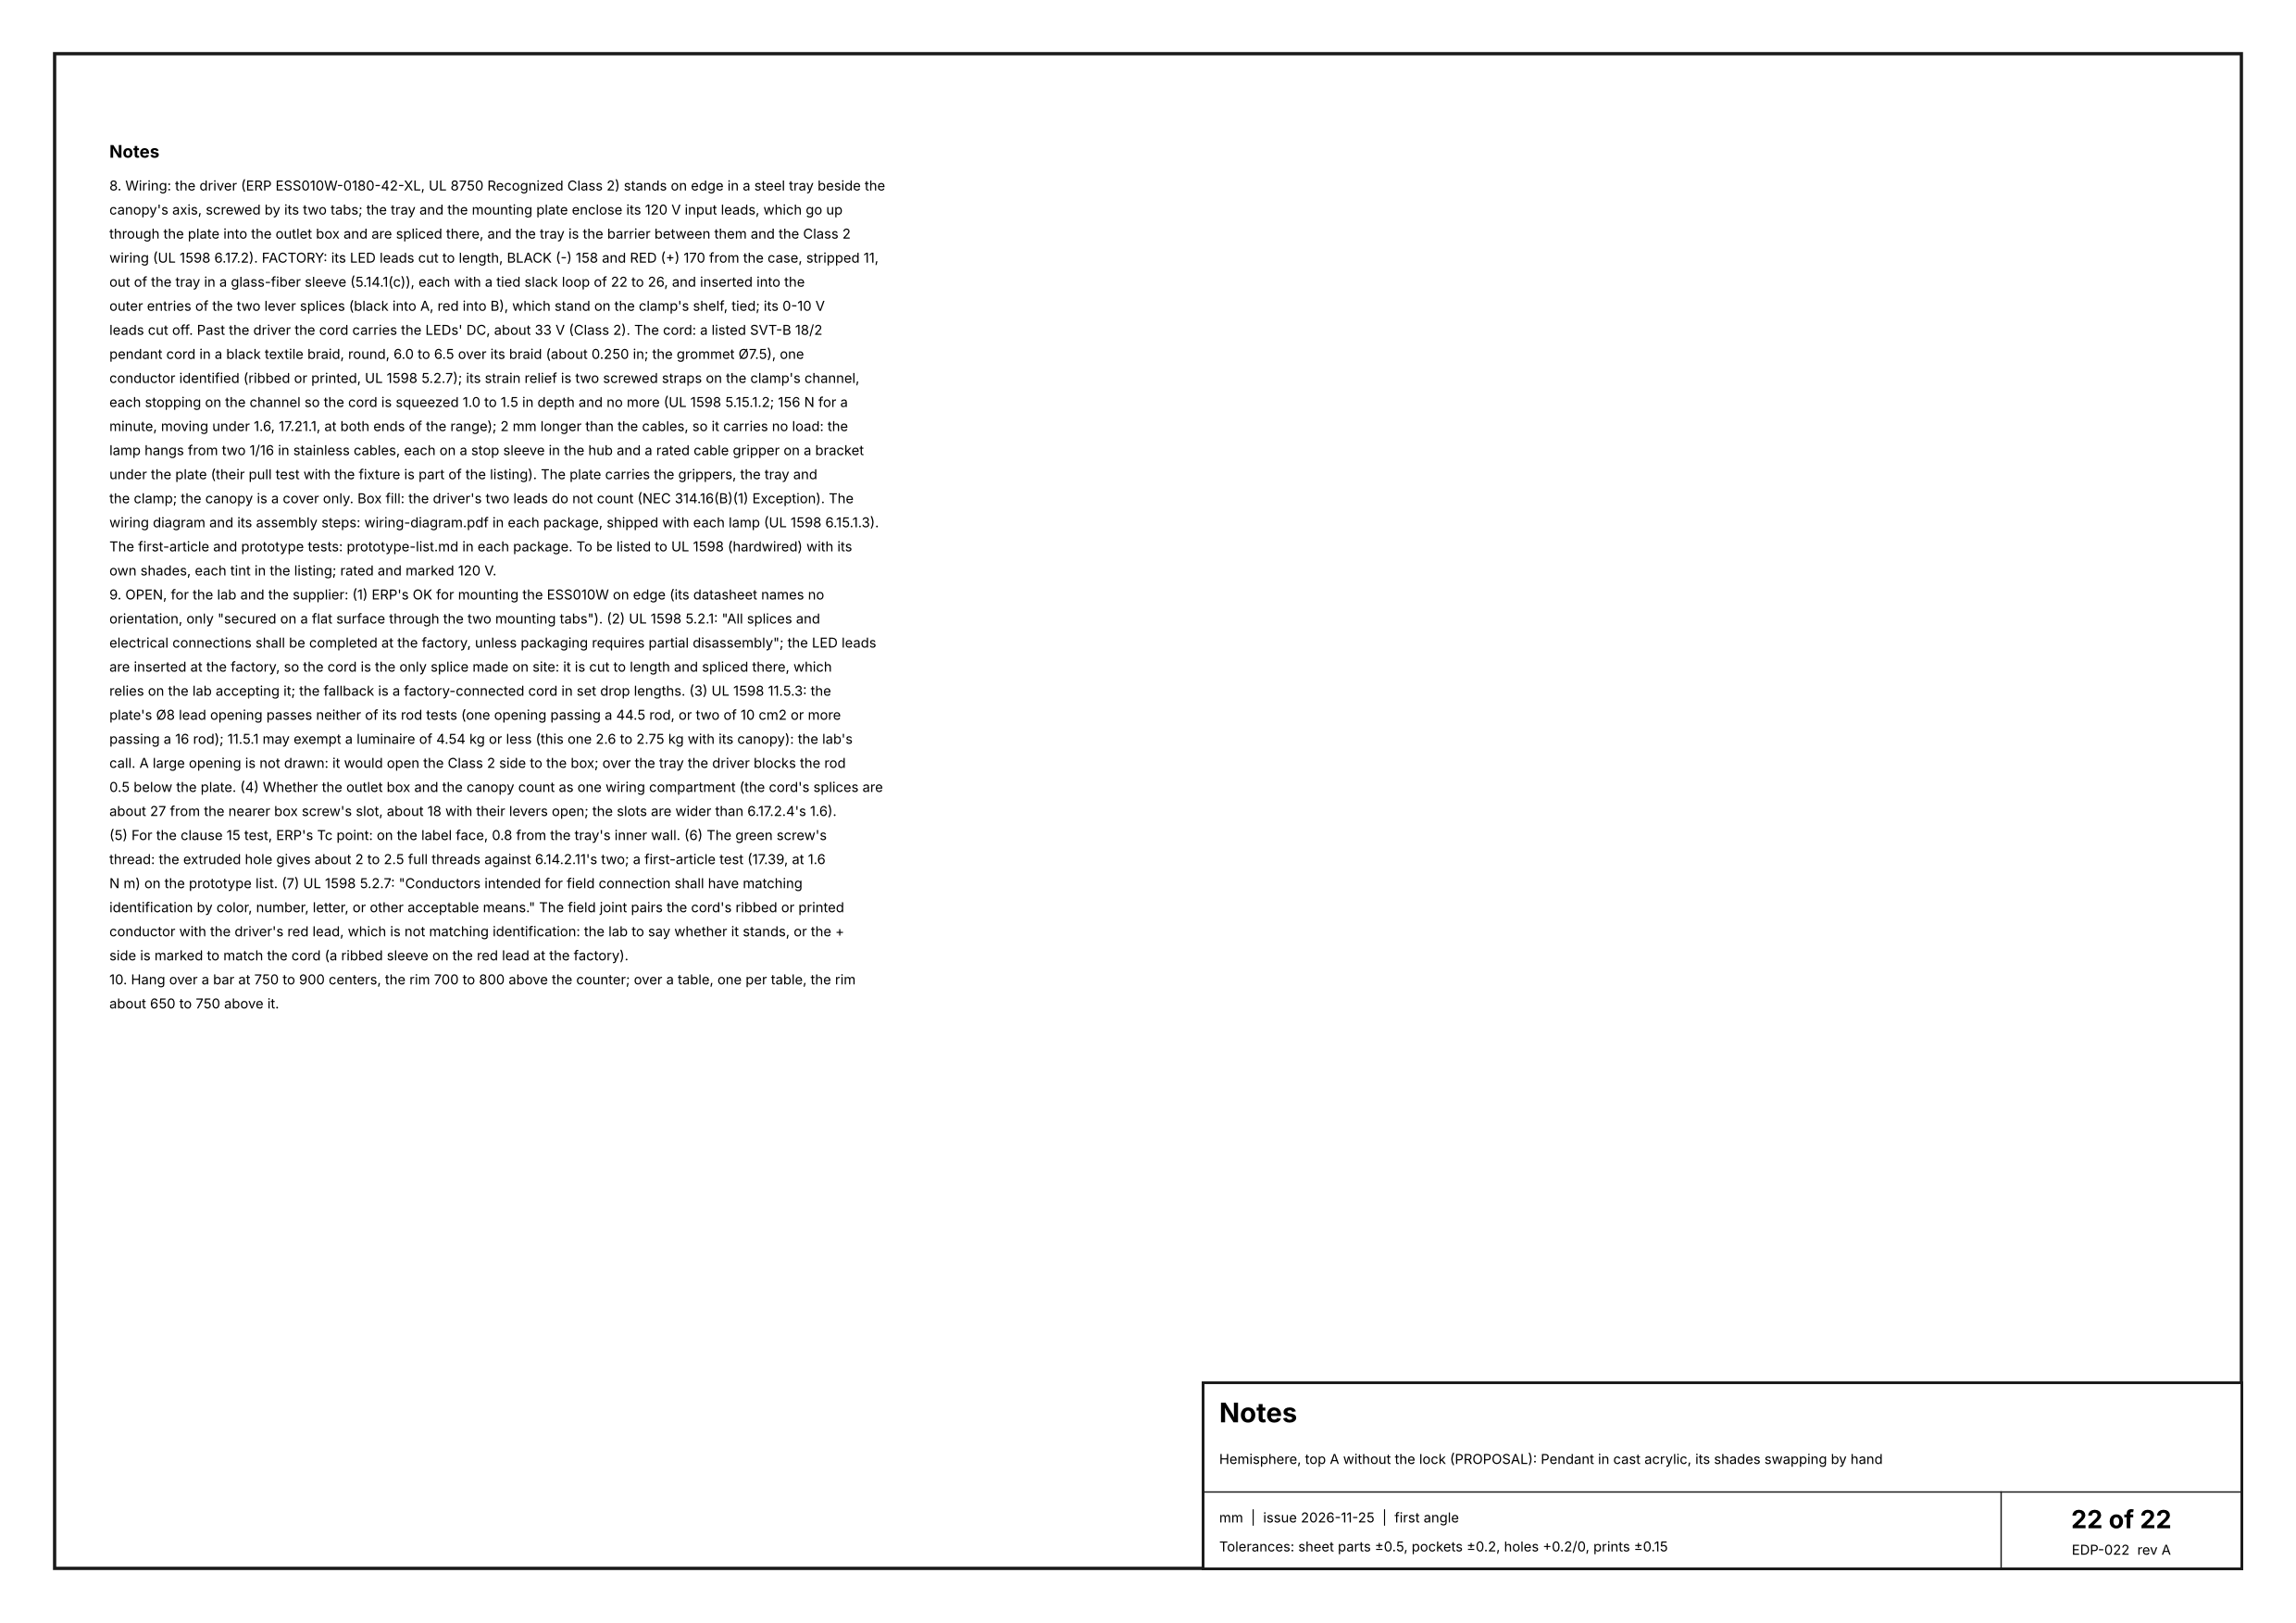 Notes
8. Wiring: the driver (ERP ESS010W-0180-42-XL, UL 8750 Recognized Class 2) stands on edge in a steel tray beside the
canopy's axis, screwed by its two tabs; the tray and the mounting plate enclose its 120 V input leads, which go up
through the plate into the outlet box and are spliced there, and the tray is the barrier between them and the Class 2
wiring (UL 1598 6.17.2). FACTORY: its LED leads cut to length, BLACK (-) 158 and RED (+) 170 from the case, stripped 11,
out of the tray in a glass-fiber sleeve (5.14.1(c)), each with a tied slack loop of 22 to 26, and inserted into the
outer entries of the two lever splices (black into A, red into B), which stand on the clamp's shelf, tied; its 0-10 V
leads cut off. Past the driver the cord carries the LEDs' DC, about 33 V (Class 2). The cord: a listed SVT-B 18/2
pendant cord in a black textile braid, round, 6.0 to 6.5 over its braid (about 0.250 in; the grommet Ø7.5), one
conductor identified (ribbed or printed, UL 1598 5.2.7); its strain relief is two screwed straps on the clamp's channel,
each stopping on the channel so the cord is squeezed 1.0 to 1.5 in depth and no more (UL 1598 5.15.1.2; 156 N for a
minute, moving under 1.6, 17.21.1, at both ends of the range); 2 mm longer than the cables, so it carries no load: the
lamp hangs from two 1/16 in stainless cables, each on a stop sleeve in the hub and a rated cable gripper on a bracket
under the plate (their pull test with the fixture is part of the listing). The plate carries the grippers, the tray and
the clamp; the canopy is a cover only. Box fill: the driver's two leads do not count (NEC 314.16(B)(1) Exception). The
wiring diagram and its assembly steps: wiring-diagram.pdf in each package, shipped with each lamp (UL 1598 6.15.1.3).
The first-article and prototype tests: prototype-list.md in each package. To be listed to UL 1598 (hardwired) with its
own shades, each tint in the listing; rated and marked 120 V.
9. OPEN, for the lab and the supplier: (1) ERP's OK for mounting the ESS010W on edge (its datasheet names no
orientation, only "secured on a flat surface through the two mounting tabs"). (2) UL 1598 5.2.1: "All splices and
electrical connections shall be completed at the factory, unless packaging requires partial disassembly"; the LED leads
are inserted at the factory, so the cord is the only splice made on site: it is cut to length and spliced there, which
relies on the lab accepting it; the fallback is a factory-connected cord in set drop lengths. (3) UL 1598 11.5.3: the
plate's Ø8 lead opening passes neither of its rod tests (one opening passing a 44.5 rod, or two of 10 cm2 or more
passing a 16 rod); 11.5.1 may exempt a luminaire of 4.54 kg or less (this one 2.6 to 2.75 kg with its canopy): the lab's
call. A large opening is not drawn: it would open the Class 2 side to the box; over the tray the driver blocks the rod
0.5 below the plate. (4) Whether the outlet box and the canopy count as one wiring compartment (the cord's splices are
about 27 from the nearer box screw's slot, about 18 with their levers open; the slots are wider than 6.17.2.4's 1.6).
(5) For the clause 15 test, ERP's Tc point: on the label face, 0.8 from the tray's inner wall. (6) The green screw's
thread: the extruded hole gives about 2 to 2.5 full threads against 6.14.2.11's two; a first-article test (17.39, at 1.6
N m) on the prototype list. (7) UL 1598 5.2.7: "Conductors intended for field connection shall have matching
identification by color, number, letter, or other acceptable means." The field joint pairs the cord's ribbed or printed
conductor with the driver's red lead, which is not matching identification: the lab to say whether it stands, or the +
side is marked to match the cord (a ribbed sleeve on the red lead at the factory).
10. Hang over a bar at 750 to 900 centers, the rim 700 to 800 above the counter; over a table, one per table, the rim
about 650 to 750 above it.
Notes
Hemisphere, top A without the lock (PROPOSAL): Pendant in cast acrylic, its shades swapping by hand
mm | issue 2026-11-25 | first angle
Tolerances: sheet parts ±0.5, pockets ±0.2, holes +0.2/0, prints ±0.15
22 of 22
EDP-022 rev A